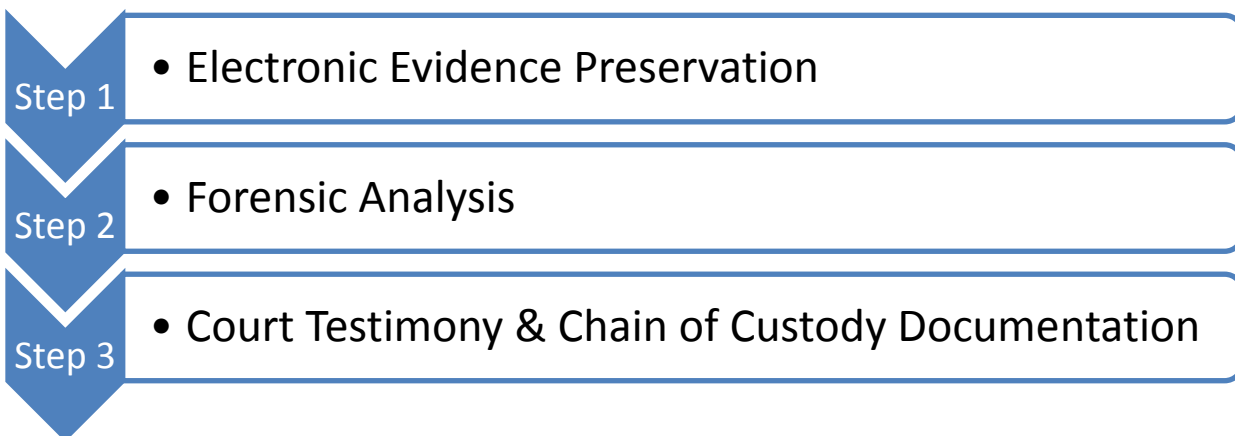 Step 1
• Electronic Evidence Preservation
Step 2
• Forensic Analysis
Step 3
• Court Testimony & Chain of Custody Documentation